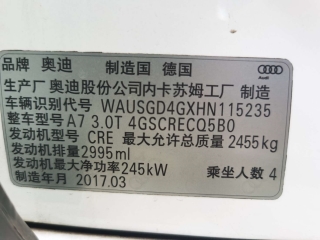 品牌 奥迪 制造国 德国
Audi
生产厂 奥迪股份公司内卡苏姆工厂 制造
车辆识别代号 WAUSGD4GXHN115235
整车型号 A7 3.0T 4GSCRECQ5B0
发动机型号 CRE 最大允许总质量 2455kg
发动机排量 2995ml
发动机最大净功率 245kW 乘坐人数 4
制造年月 2017.03